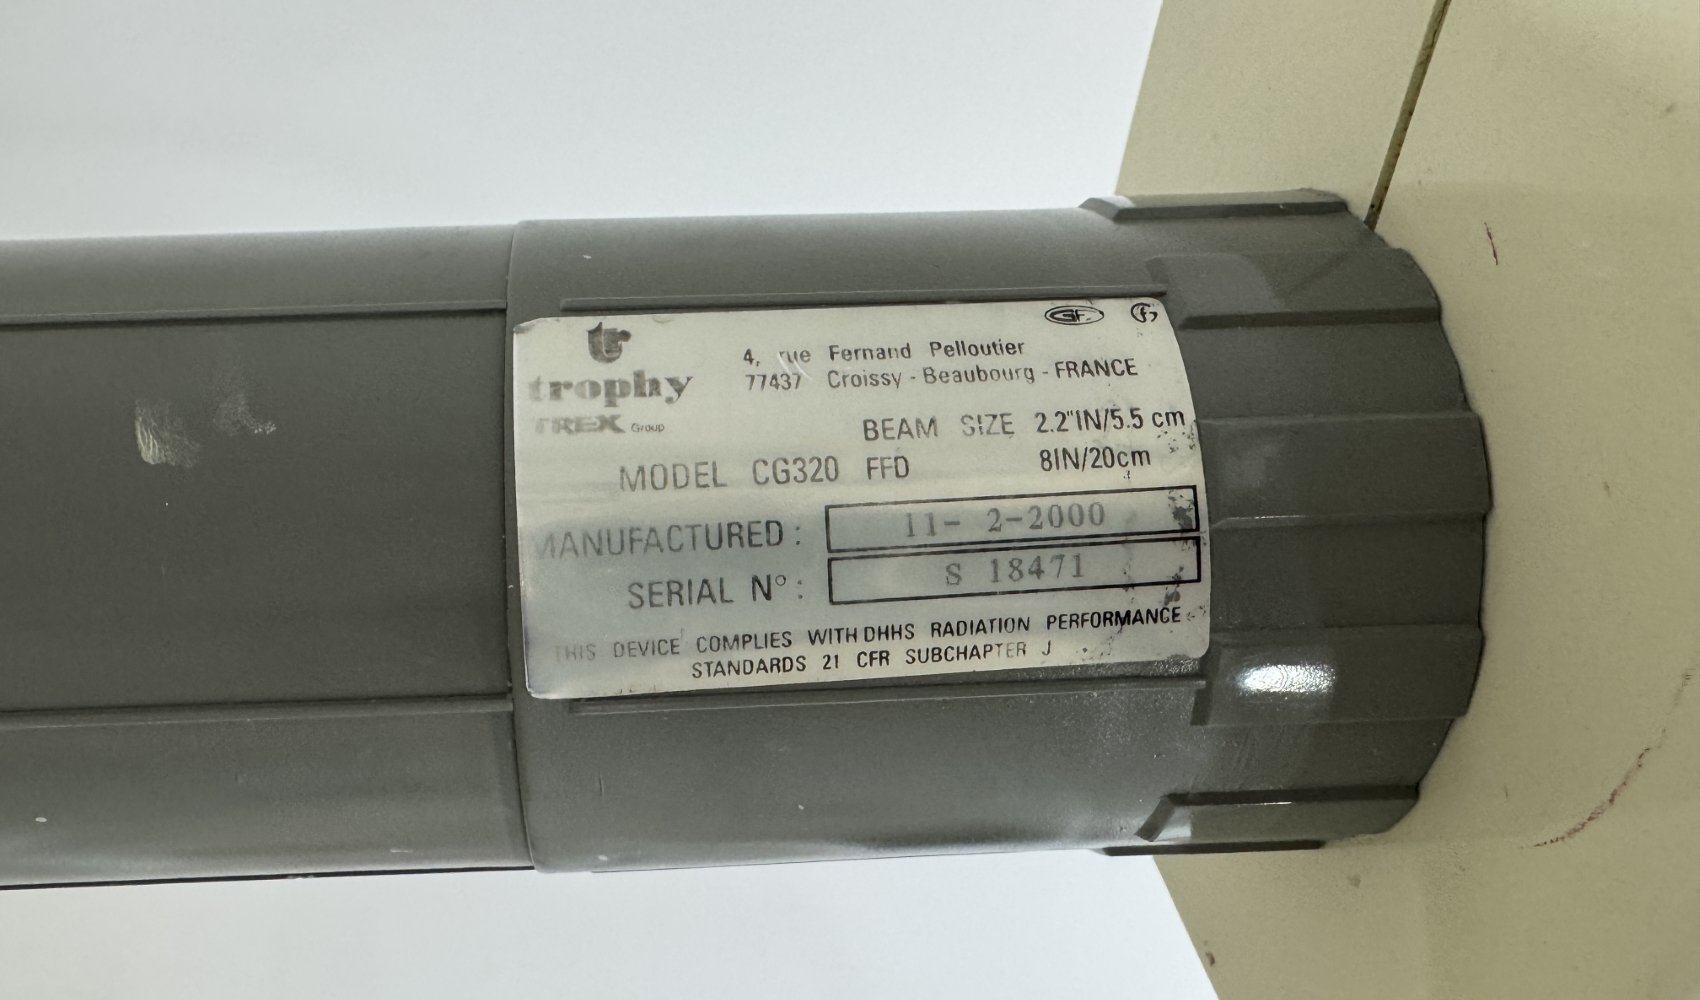 tr
trophy
TREX Group
GF
4, rue Fernand Pelloutier
77437 Croissy - Beaubourg - FRANCE
BEAM SIZE 2.2"IN/5.5 cm
MODEL CG320 FFD 8IN/20cm
MANUFACTURED : 11- 2-2000
SERIAL N° : S 18471
THIS DEVICE COMPLIES WITH DHHS RADIATION PERFORMANCE
STANDARDS 21 CFR SUBCHAPTER J